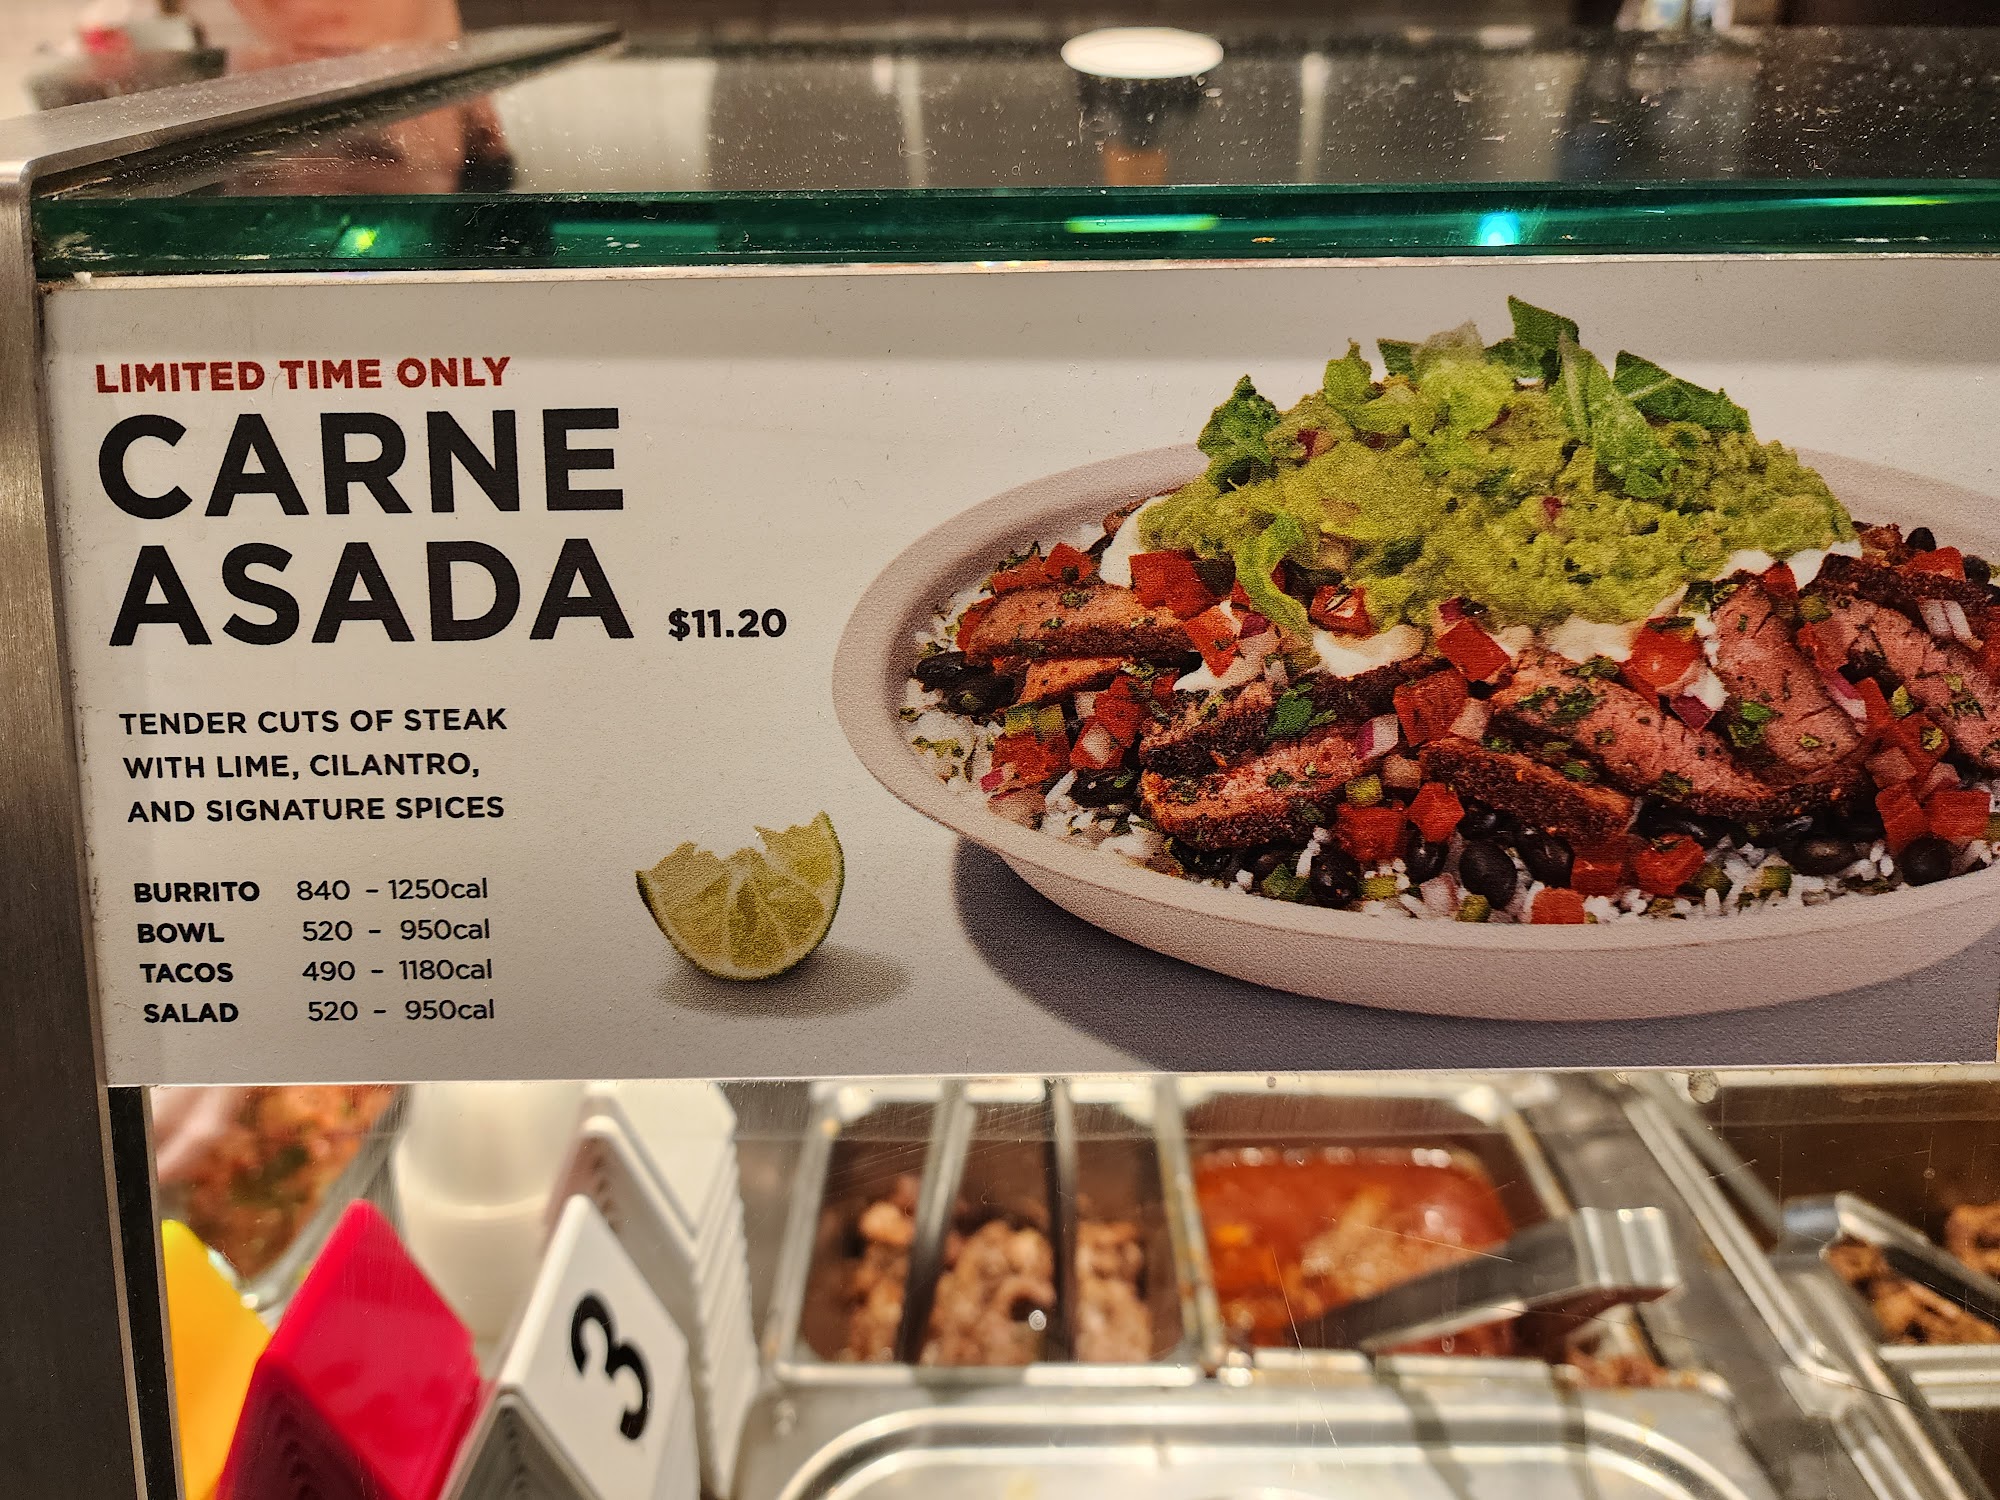 LIMITED TIME ONLY
CARNE
ASADA $11.20
TENDER CUTS OF STEAK
WITH LIME, CILANTRO,
AND SIGNATURE SPICES
BURRITO 840 - 1250cal
BOWL 520 - 950cal
TACOS 490 - 1180cal
SALAD 520 - 950cal
3